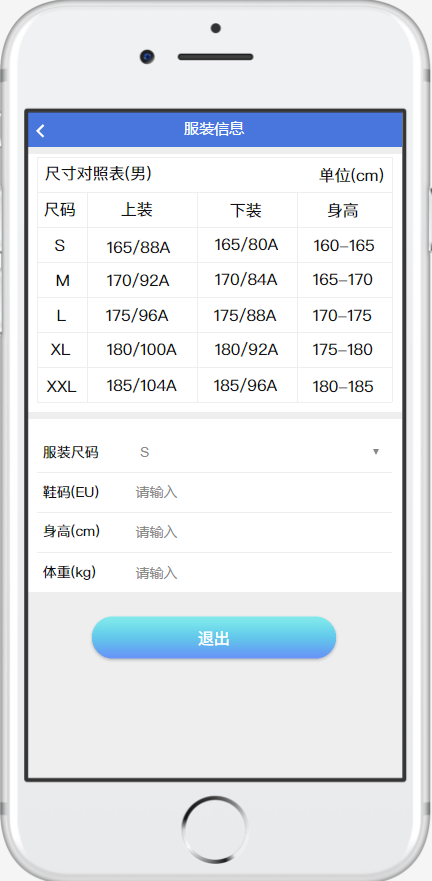 服装信息
尺寸对照表(男) 单位(cm)
尺码 上装 下装 身高
S 165/88A 165/80A 160-165
M 170/92A 170/84A 165-170
L 175/96A 175/88A 170-175
XL 180/100A 180/92A 175-180
XXL 185/104A 185/96A 180-185
服装尺码 S
鞋码(EU) 请输入
身高(cm) 请输入
体重(kg) 请输入
退出